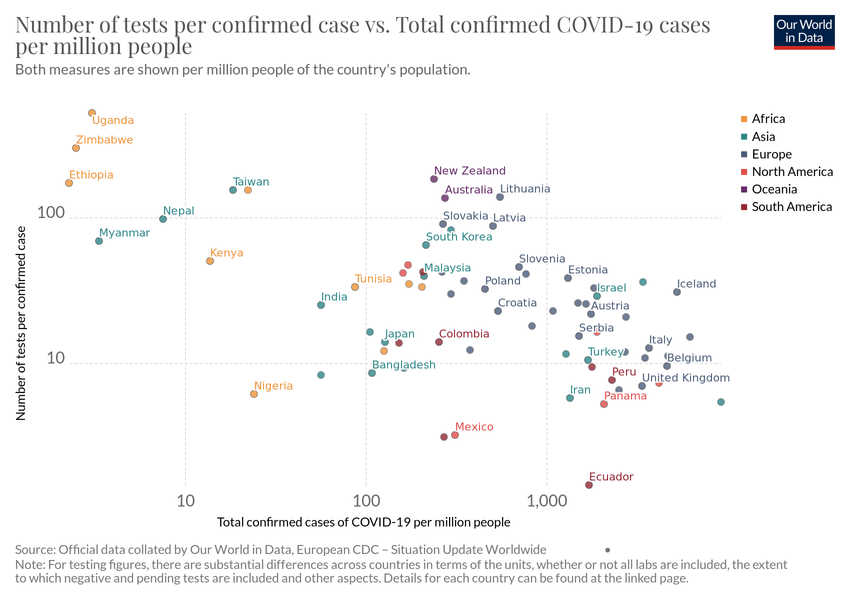 Number of tests per confirmed case vs. Total confirmed COVID-19 cases
per million people
Our World
in Data
Both measures are shown per million people of the country's population.
Uganda
Africa
Zimbabwe
Asia
Europe
Ethiopia
New Zealand
North America
Taiwan
Australia
Lithuania
Oceania
Nepal
South America
100
Slovakia
Latvia
Myanmar
South Korea
Kenya
Slovenia
Malaysia
Estonia
Tunisia
Poland
Israel
Iceland
India
Croatia
Austria
Japan
Colombia
Serbia
Italy
10
Bangladesh
Turkey
Belgium
Nigeria
Peru
United Kingdom
Iran
Panama
Mexico
Ecuador
Number of tests per confirmed case
10
100
1,000
Total confirmed cases of COVID-19 per million people
Source: Official data collated by Our World in Data, European CDC – Situation Update Worldwide •
Note: For testing figures, there are substantial differences across countries in terms of the units, whether or not all labs are included, the extent
to which negative and pending tests are included and other aspects. Details for each country can be found at the linked page.